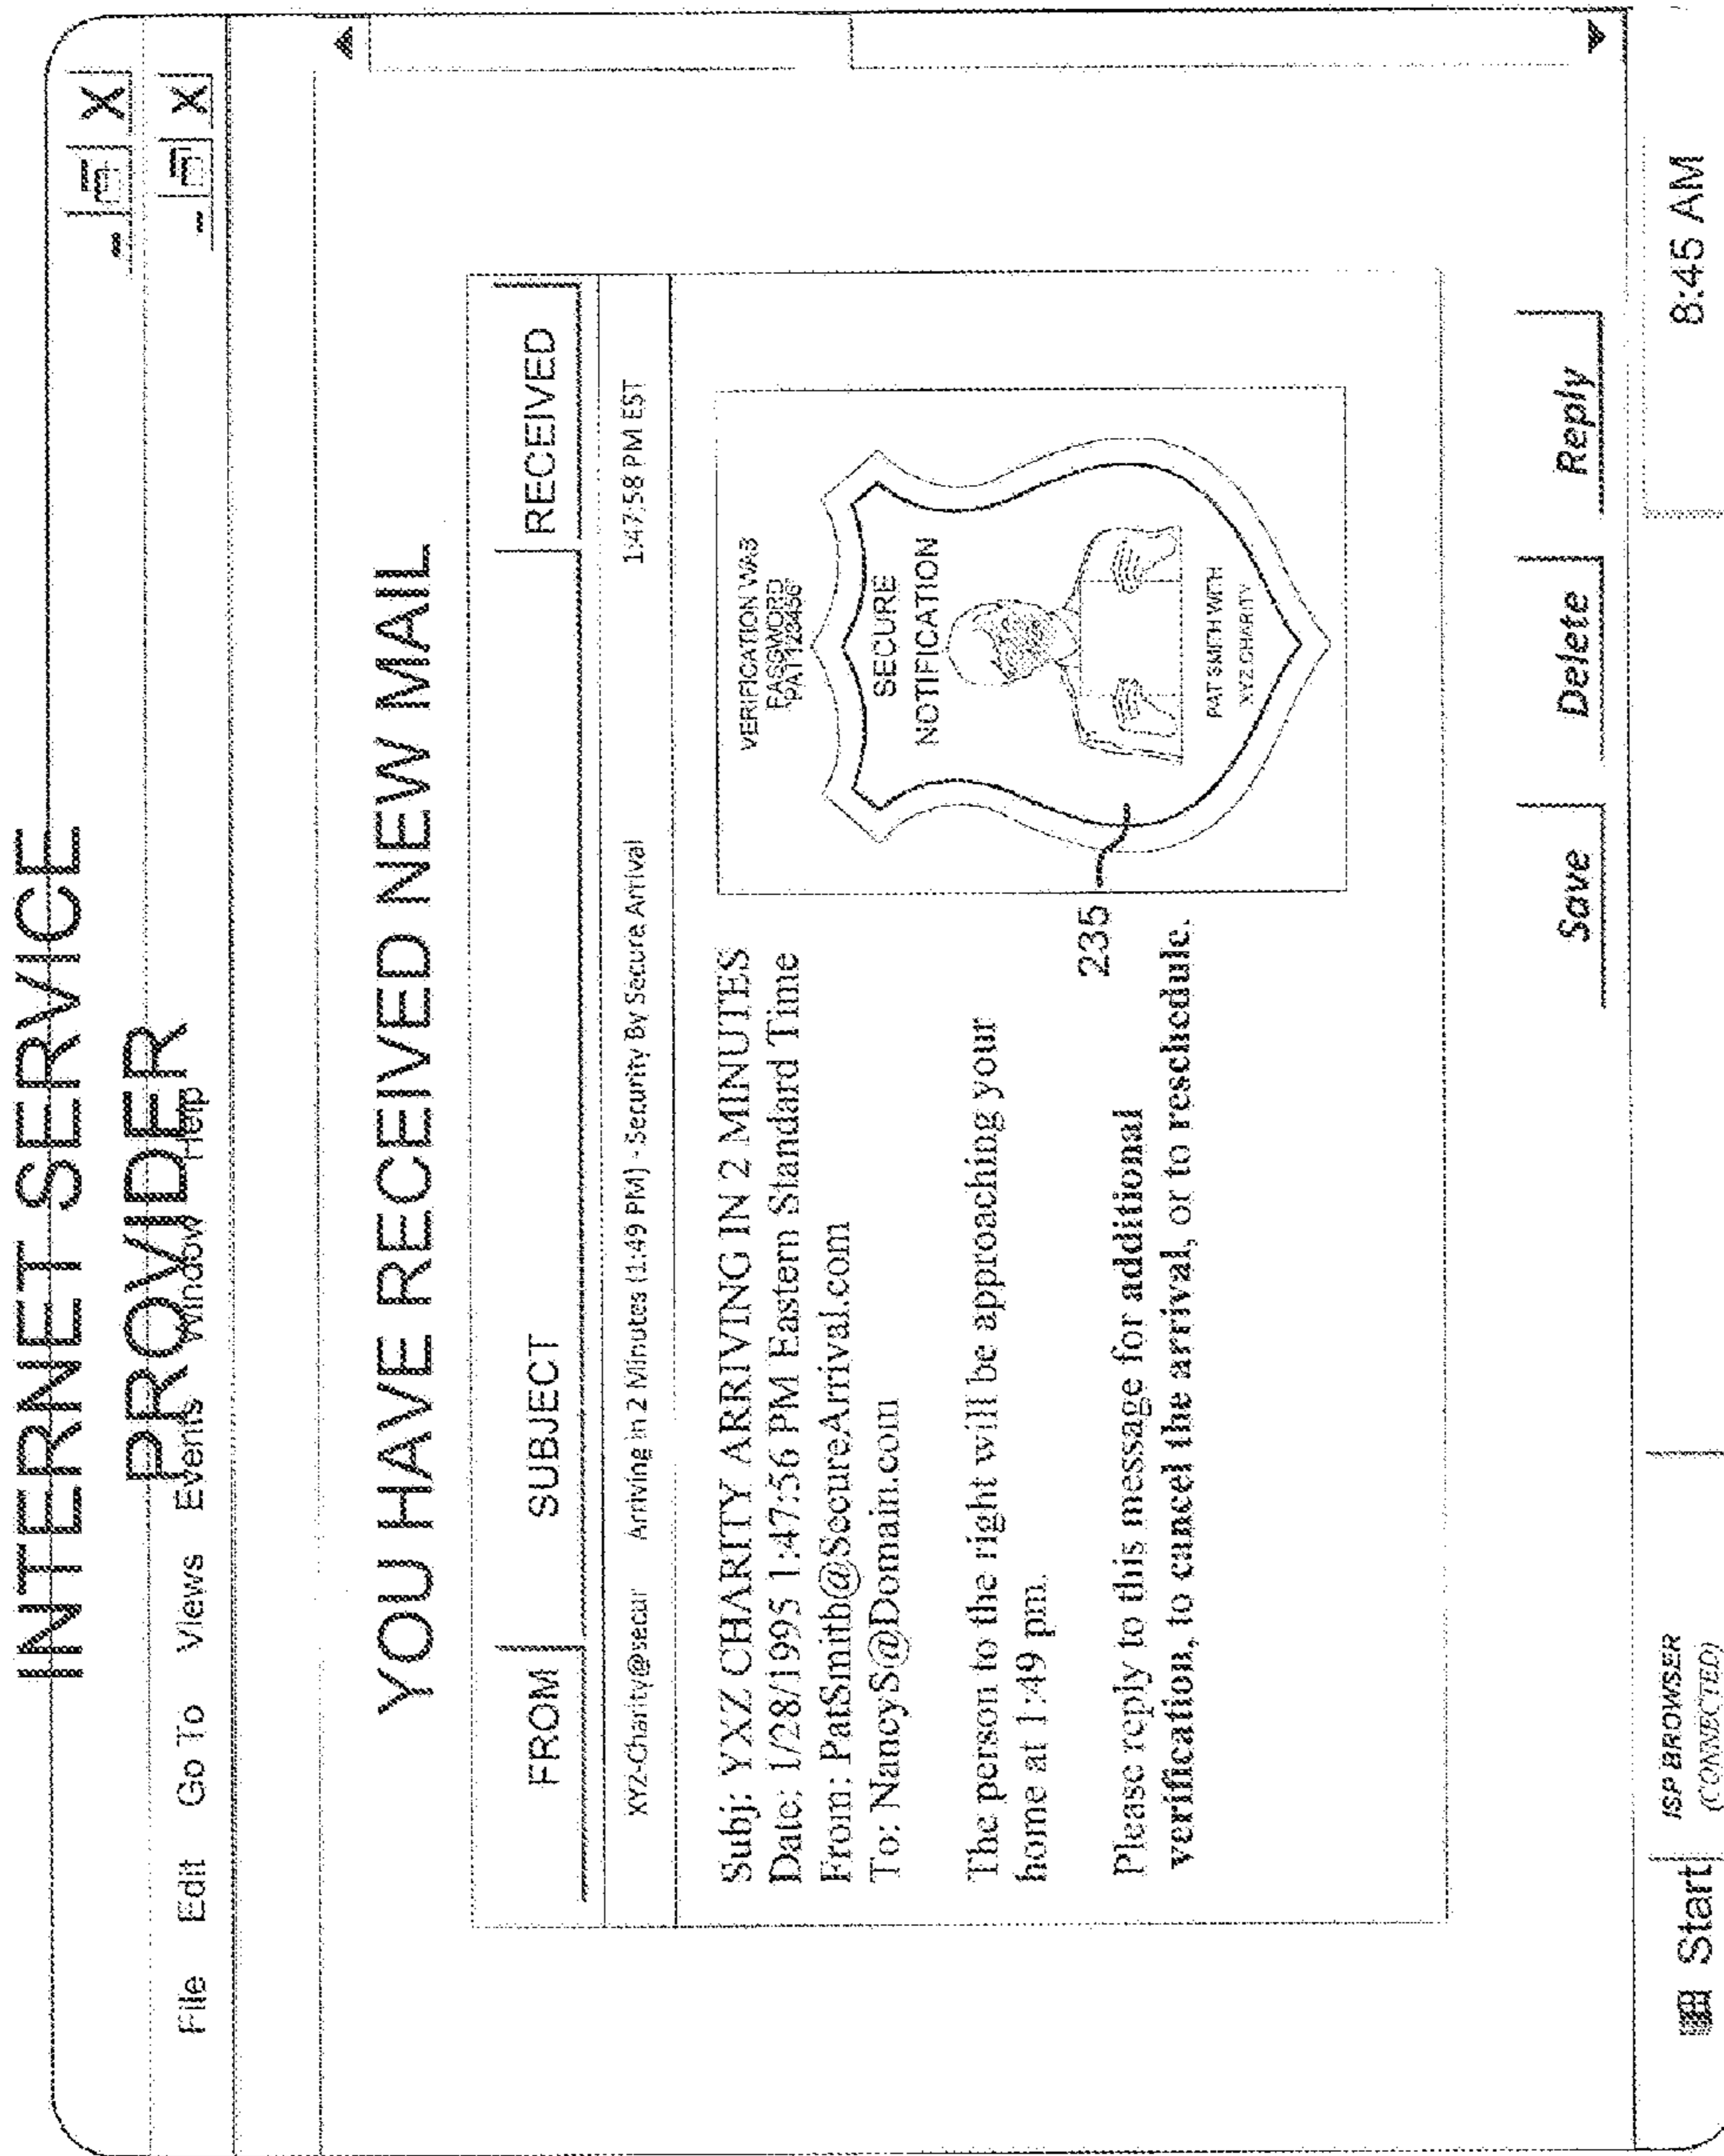 INTERNET SERVICE
PROVIDER
X
File Edit Go To Views Events Window Help
X
YOU HAVE RECEIVED NEW MAIL
FROM SUBJECT RECEIVED
XYZ-Charity@secur Arriving in 2 Minutes (1:49 PM) - Security By Secure Arrival 1:47:58 PM EST
Subj: YXZ CHARITY ARRIVING IN 2 MINUTES
Date: 1/28/1995 1:47:56 PM Eastern Standard Time
From: PatSmith@SecureArrival.com
To: NancyS@Domain.com
The person to the right will be approaching your
home at 1:49 pm.
Please reply to this message for additional
verification, to cancel the arrival, or to reschedule.
VERIFICATION WAS
PASSWORD
"PAT123456"
SECURE
NOTIFICATION
PAT SMITH WITH
XYZ CHARITY
235
Save Delete Reply
Start ISP BROWSER
(CONNECTED)
8:45 AM